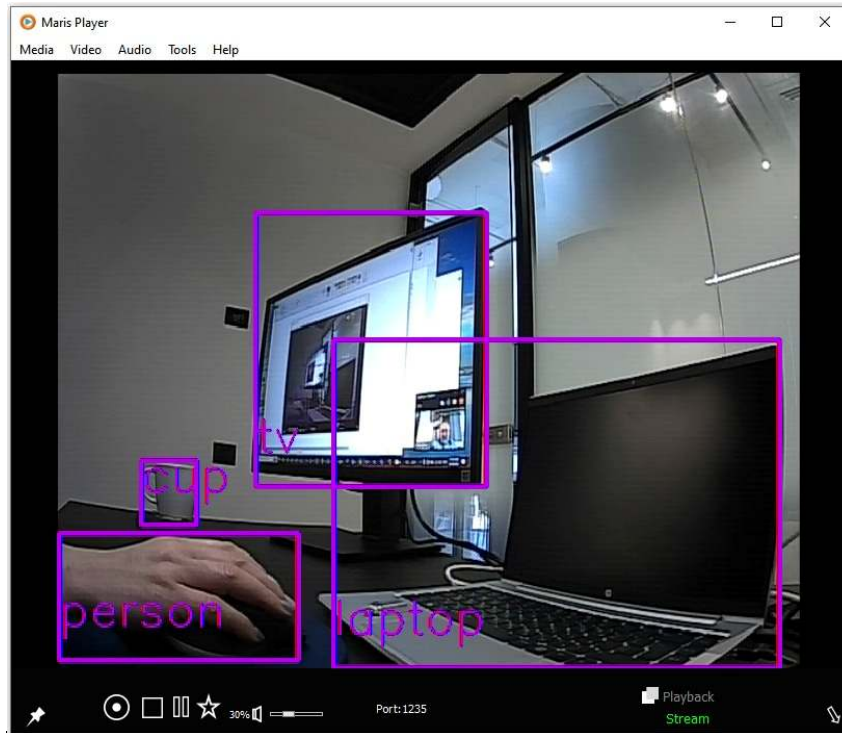 Maris Player
Media Video Audio Tools Help
tv
cup
person
laptop
30%
Port:1235
Playback
Stream